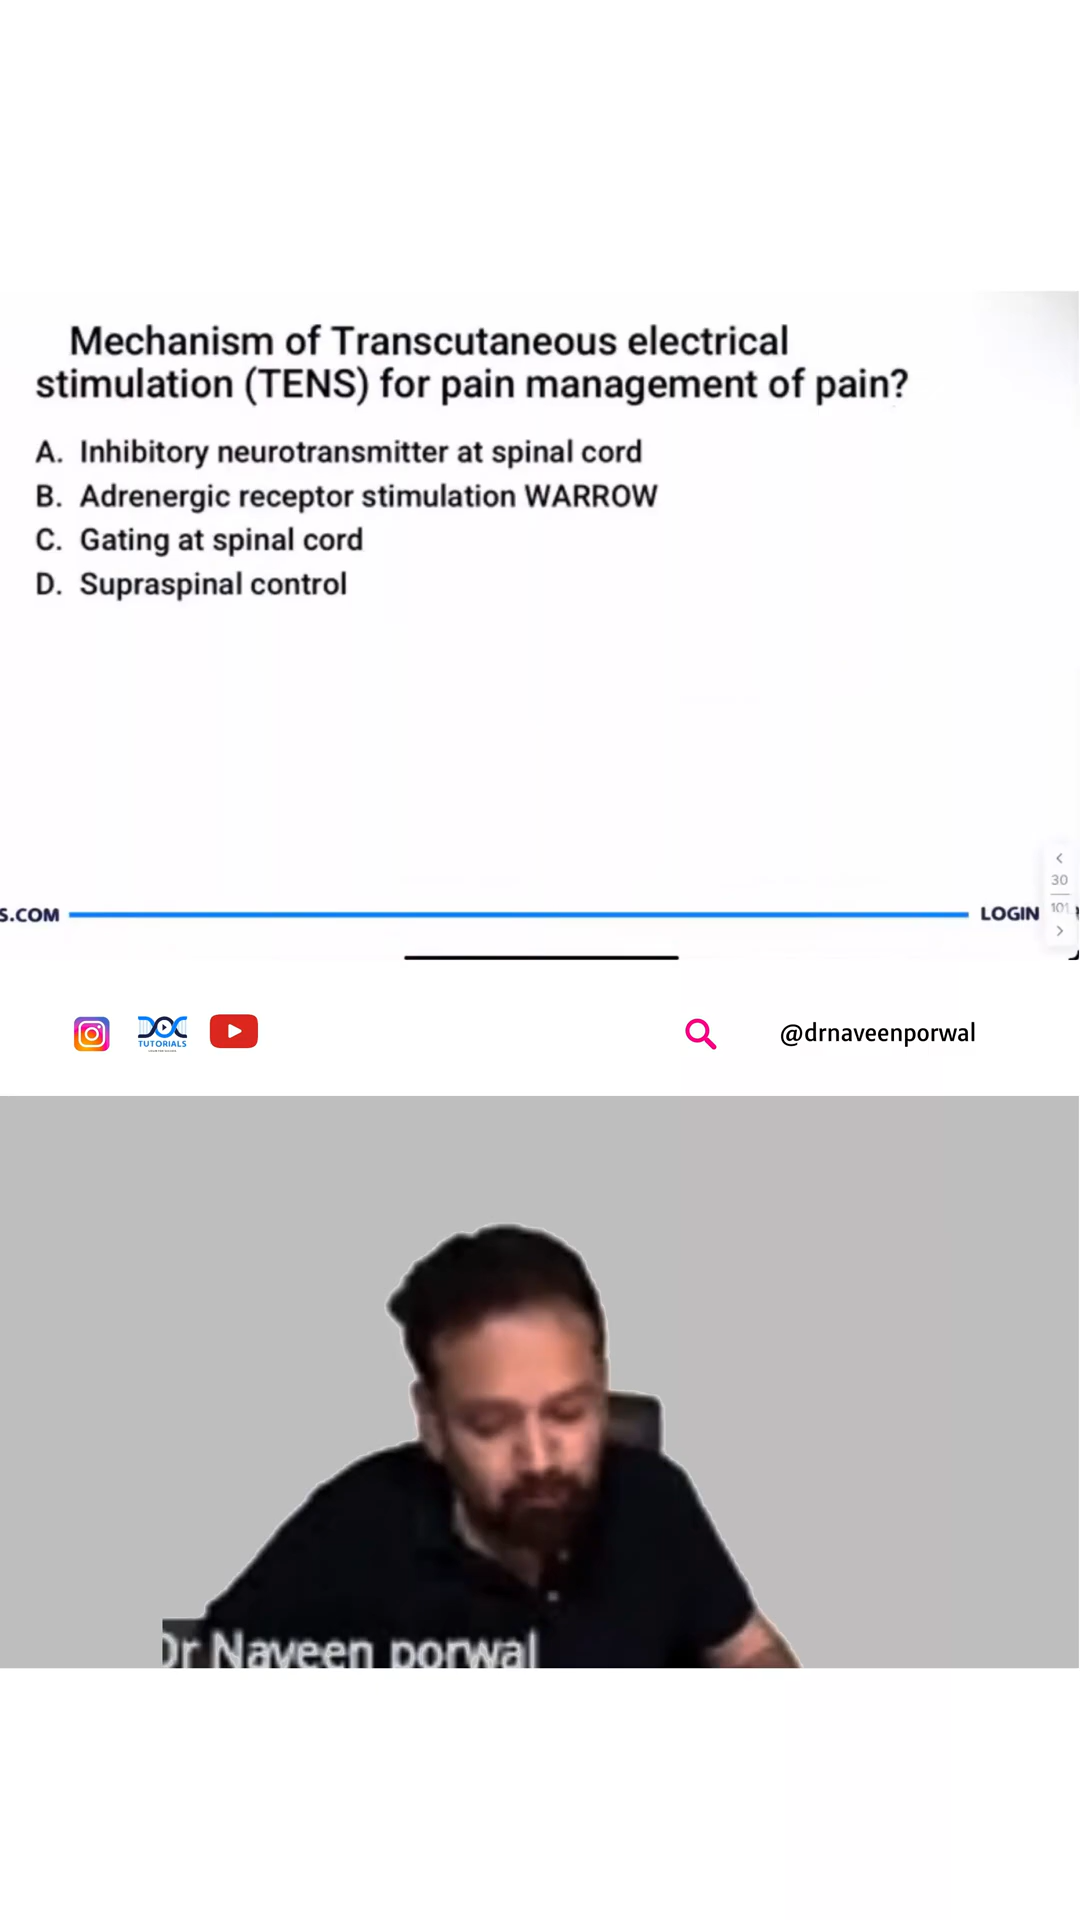 Mechanism of Transcutaneous electrical
stimulation (TENS) for pain management of pain?
A. Inhibitory neurotransmitter at spinal cord
B. Adrenergic receptor stimulation WARROW
C. Gating at spinal cord
D. Supraspinal control
S.COM
LOGIN
30
101
DOC
TUTORIALS
@drnaveenporwal
Dr Naveen porwal